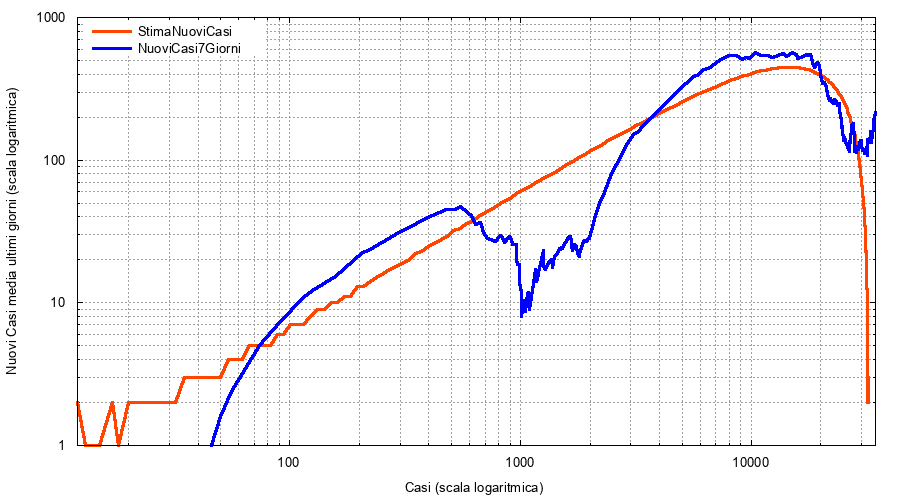 1000
StimaNuoviCasi
NuoviCasi7Giorni
100
10
1
Nuovi Casi media ultimi giorni (scala logaritmica)
100
1000
10000
Casi (scala logaritmica)